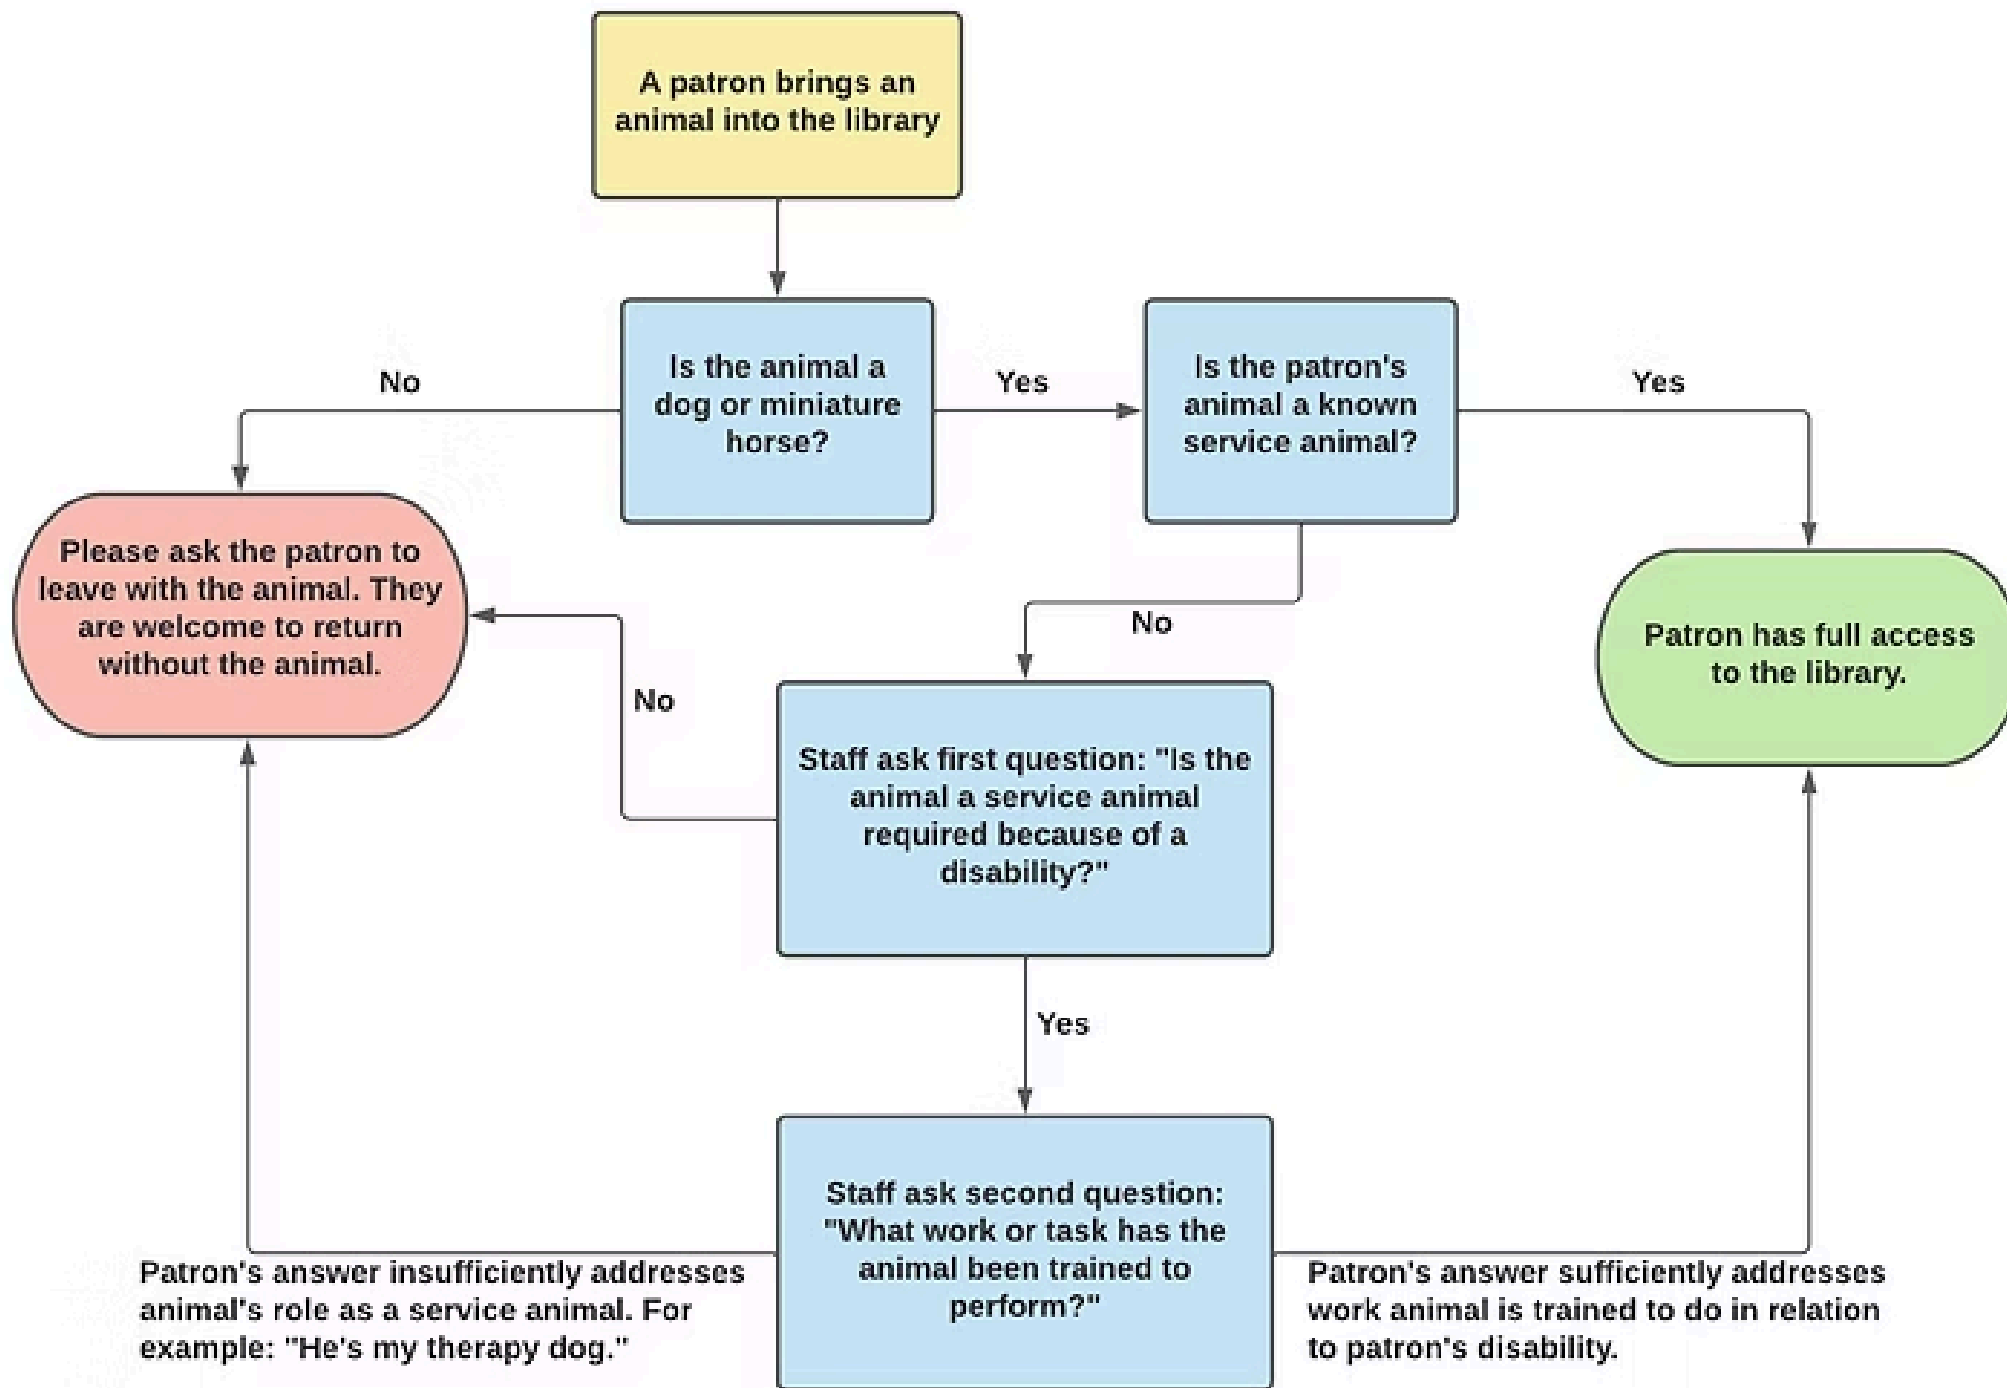 A patron brings an
animal into the library
Is the animal a
dog or miniature
horse?
Is the patron's
animal a known
service animal?
No
Yes
Yes
Please ask the patron to
leave with the animal. They
are welcome to return
without the animal.
No
Patron has full access
to the library.
No
Staff ask first question: "Is the
animal a service animal
required because of a
disability?"
Yes
Staff ask second question:
"What work or task has the
animal been trained to
perform?"
Patron's answer insufficiently addresses
animal's role as a service animal. For
example: "He's my therapy dog."
Patron's answer sufficiently addresses
work animal is trained to do in relation
to patron's disability.